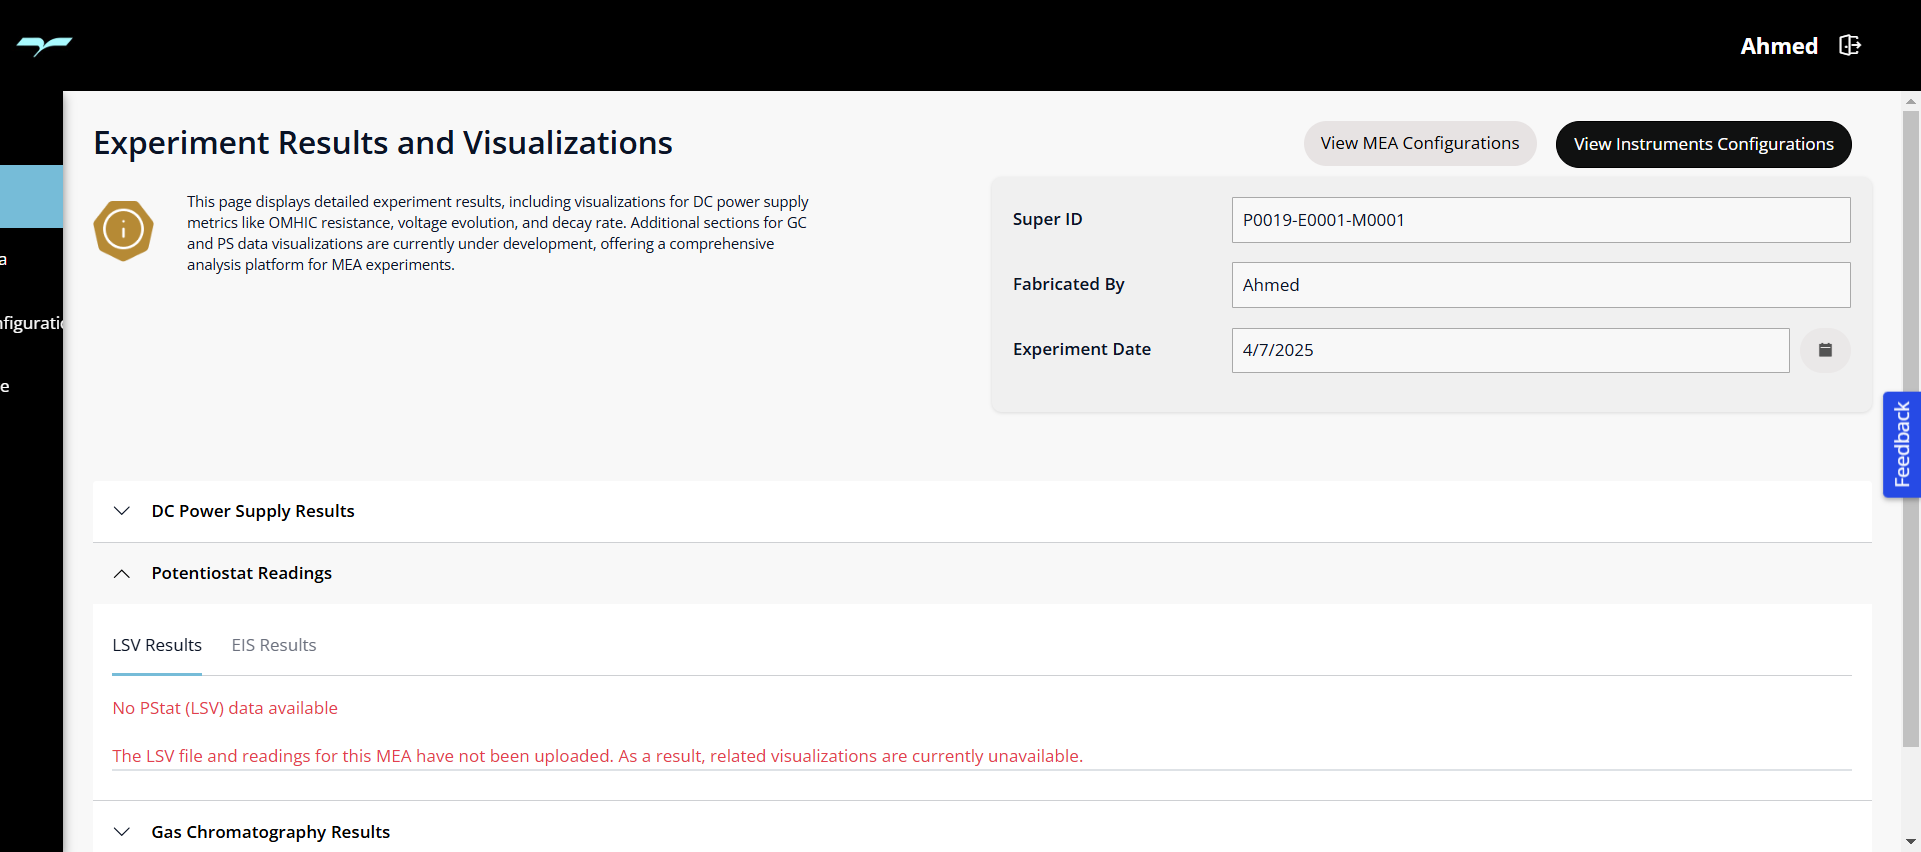 Ahmed
Experiment Results and Visualizations
View MEA Configurations
View Instruments Configurations
This page displays detailed experiment results, including visualizations for DC power supply
metrics like OMHIC resistance, voltage evolution, and decay rate. Additional sections for GC
and PS data visualizations are currently under development, offering a comprehensive
analysis platform for MEA experiments.
Super ID
P0019-E0001-M0001
Fabricated By
Ahmed
Experiment Date
4/7/2025
a
nfiguratio
e
Feedback
DC Power Supply Results
Potentiostat Readings
LSV Results
EIS Results
No PStat (LSV) data available
The LSV file and readings for this MEA have not been uploaded. As a result, related visualizations are currently unavailable.
Gas Chromatography Results